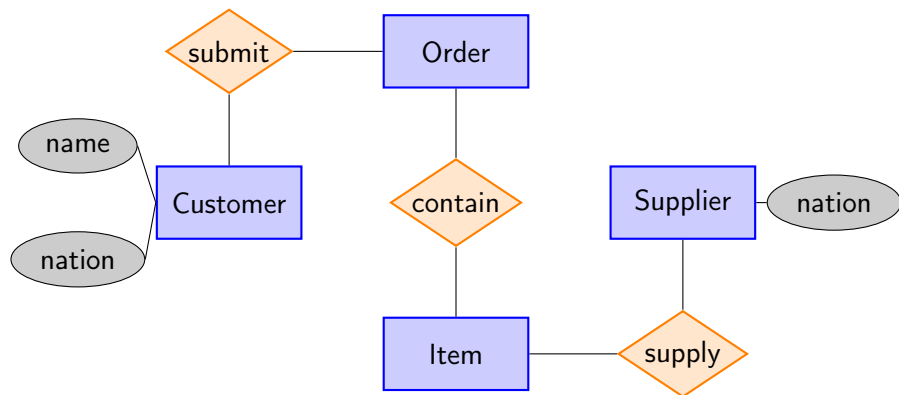 submit
Order
name
Customer
contain
Supplier
nation
nation
Item
supply